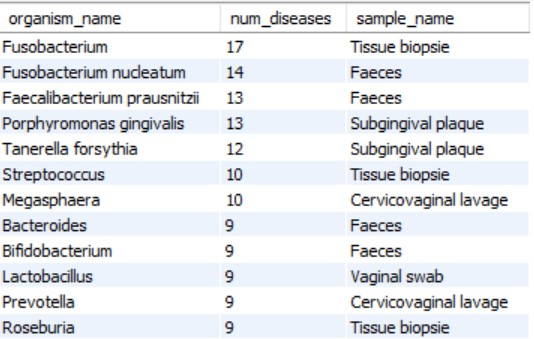 organism_name num_diseases sample_name
Fusobacterium 17 Tissue biopsie
Fusobacterium nucleatum 14 Faeces
Faecalibacterium prausnitzii 13 Faeces
Porphyromonas gingivalis 13 Subgingival plaque
Tanerella forsythia 12 Subgingival plaque
Streptococcus 10 Tissue biopsie
Megasphaera 10 Cervicovaginal lavage
Bacteroides 9 Faeces
Bifidobacterium 9 Faeces
Lactobacillus 9 Vaginal swab
Prevotella 9 Cervicovaginal lavage
Roseburia 9 Tissue biopsie